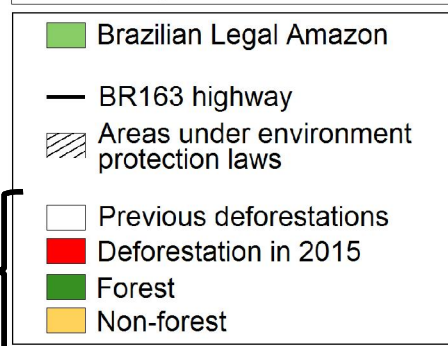 Brazilian Legal Amazon
BR163 highway
Areas under environment
protection laws
Previous deforestations
Deforestation in 2015
Forest
Non-forest